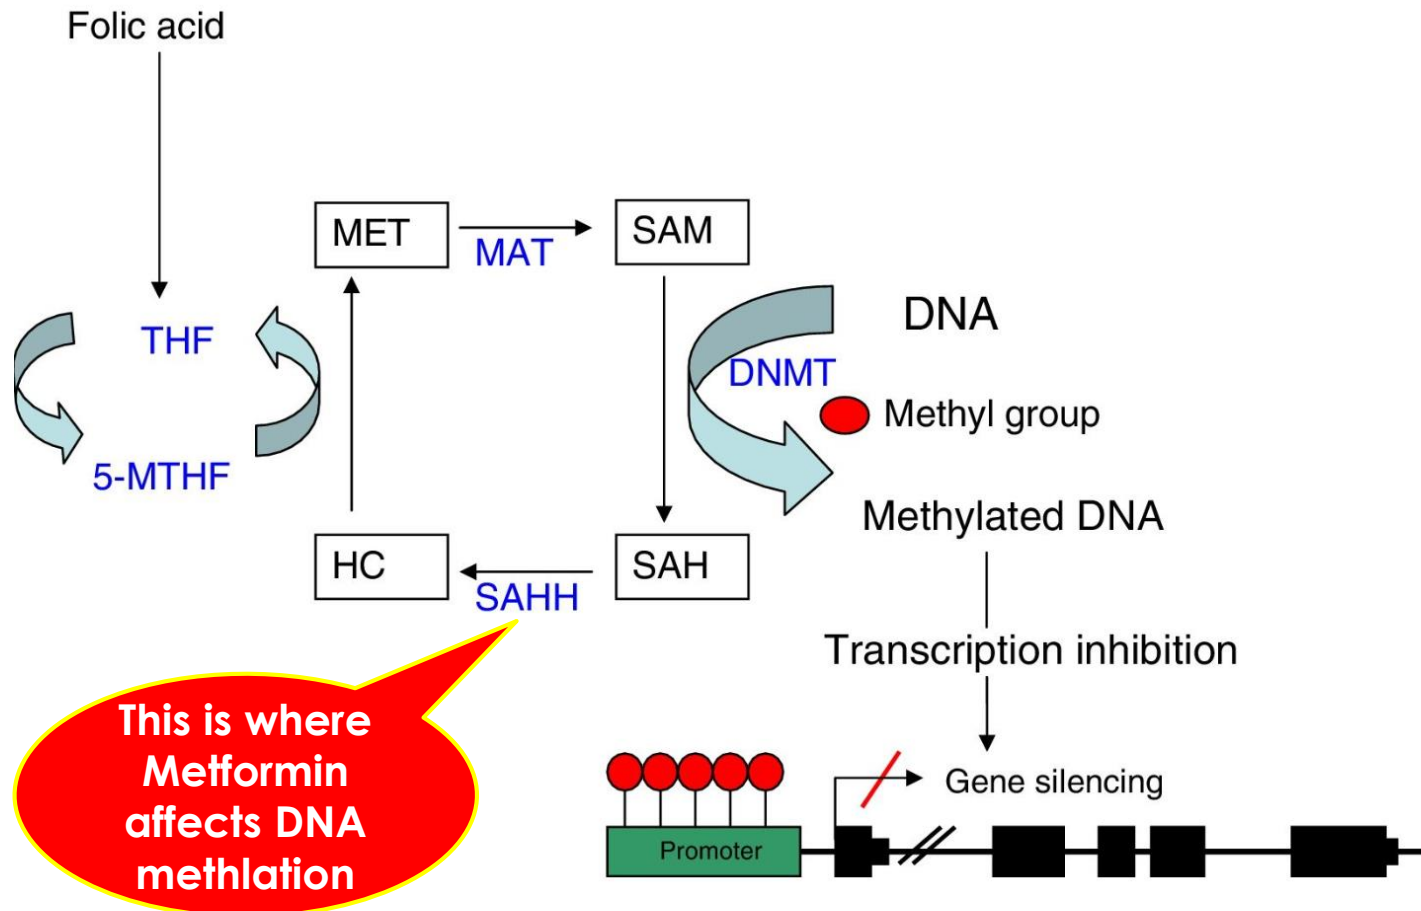 Folic acid
MET
MAT
SAM
THF
5-MTHF
DNA
DNMT
Methyl group
Methylated DNA
HC
SAHH
SAH
Transcription inhibition
This is where
Metformin
affects DNA
methlation
Gene silencing
Promoter